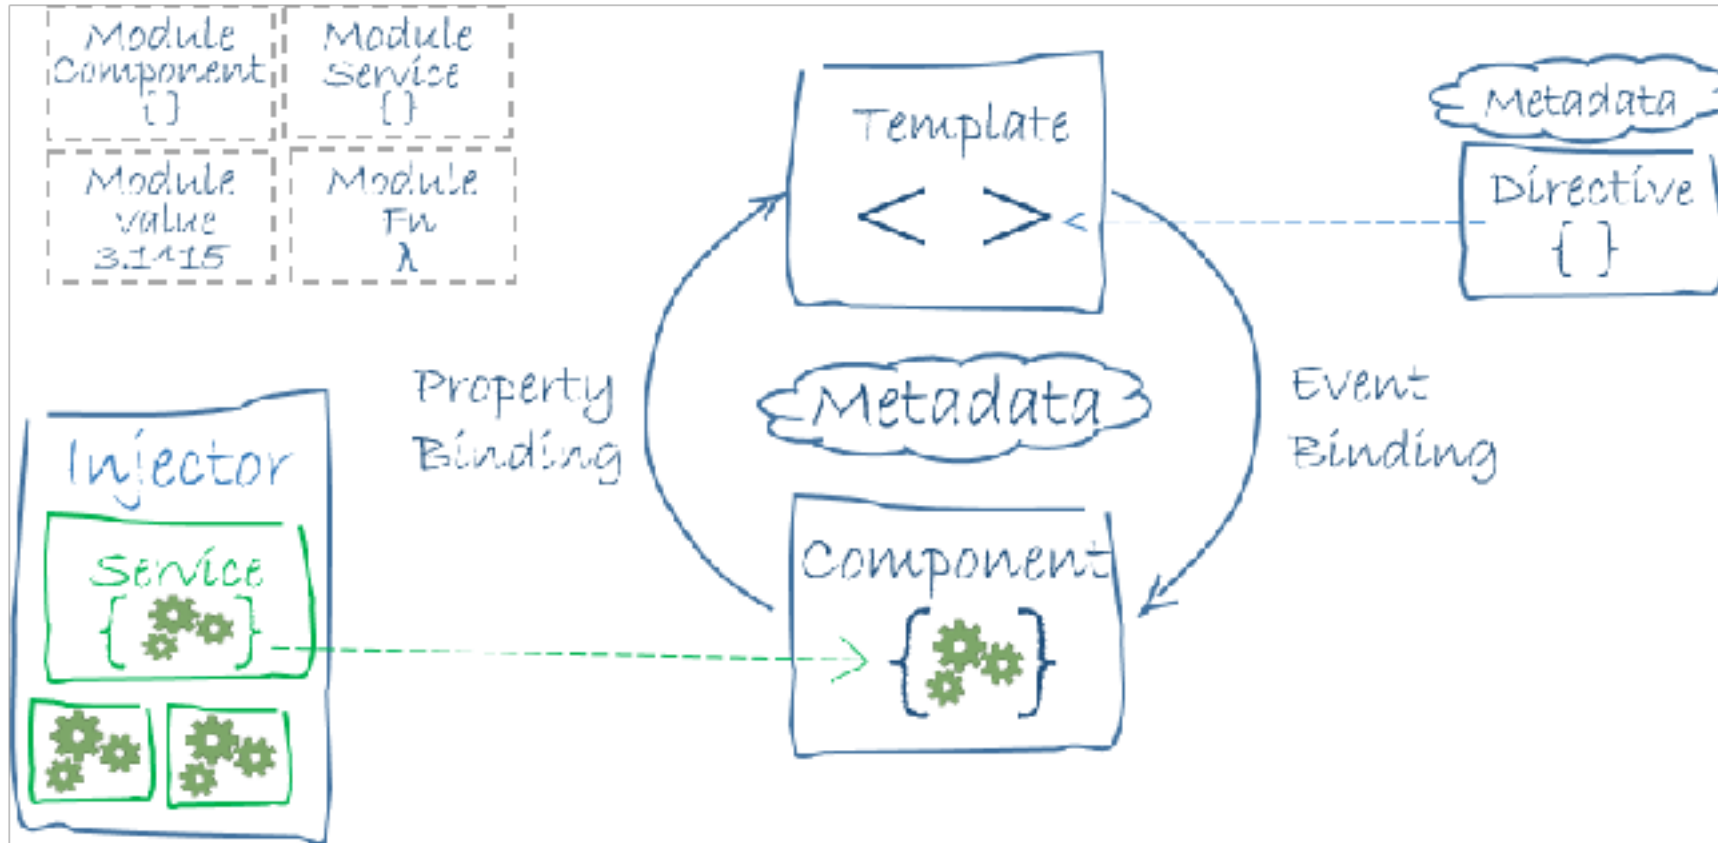 Module
Component
{ }
Module
Service
{ }
Module
value
3.1415
Module
Fn
λ
Template
< >
Metadata
Directive
{ }
Property
Binding
Metadata
Event
Binding
Injector
Service
{ }
Component
{ }